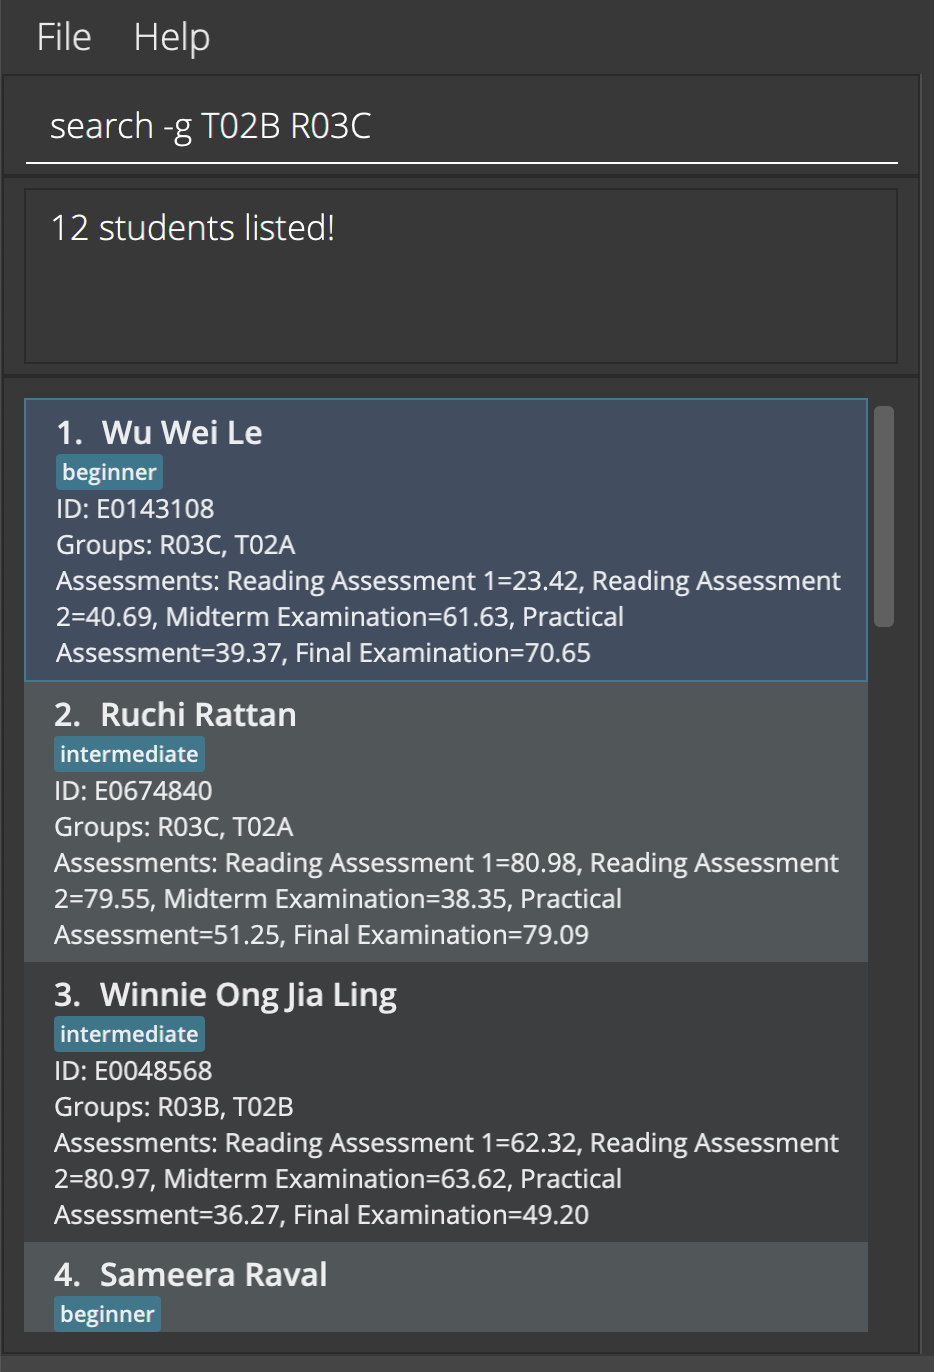 File Help
search -g T02B R03C
12 students listed!
1. Wu Wei Le
beginner
ID: E0143108
Groups: R03C, T02A
Assessments: Reading Assessment 1=23.42, Reading Assessment
2=40.69, Midterm Examination=61.63, Practical
Assessment=39.37, Final Examination=70.65
2. Ruchi Rattan
intermediate
ID: E0674840
Groups: R03C, T02A
Assessments: Reading Assessment 1=80.98, Reading Assessment
2=79.55, Midterm Examination=38.35, Practical
Assessment=51.25, Final Examination=79.09
3. Winnie Ong Jia Ling
intermediate
ID: E0048568
Groups: R03B, T02B
Assessments: Reading Assessment 1=62.32, Reading Assessment
2=80.97, Midterm Examination=63.62, Practical
Assessment=36.27, Final Examination=49.20
4. Sameera Raval
beginner